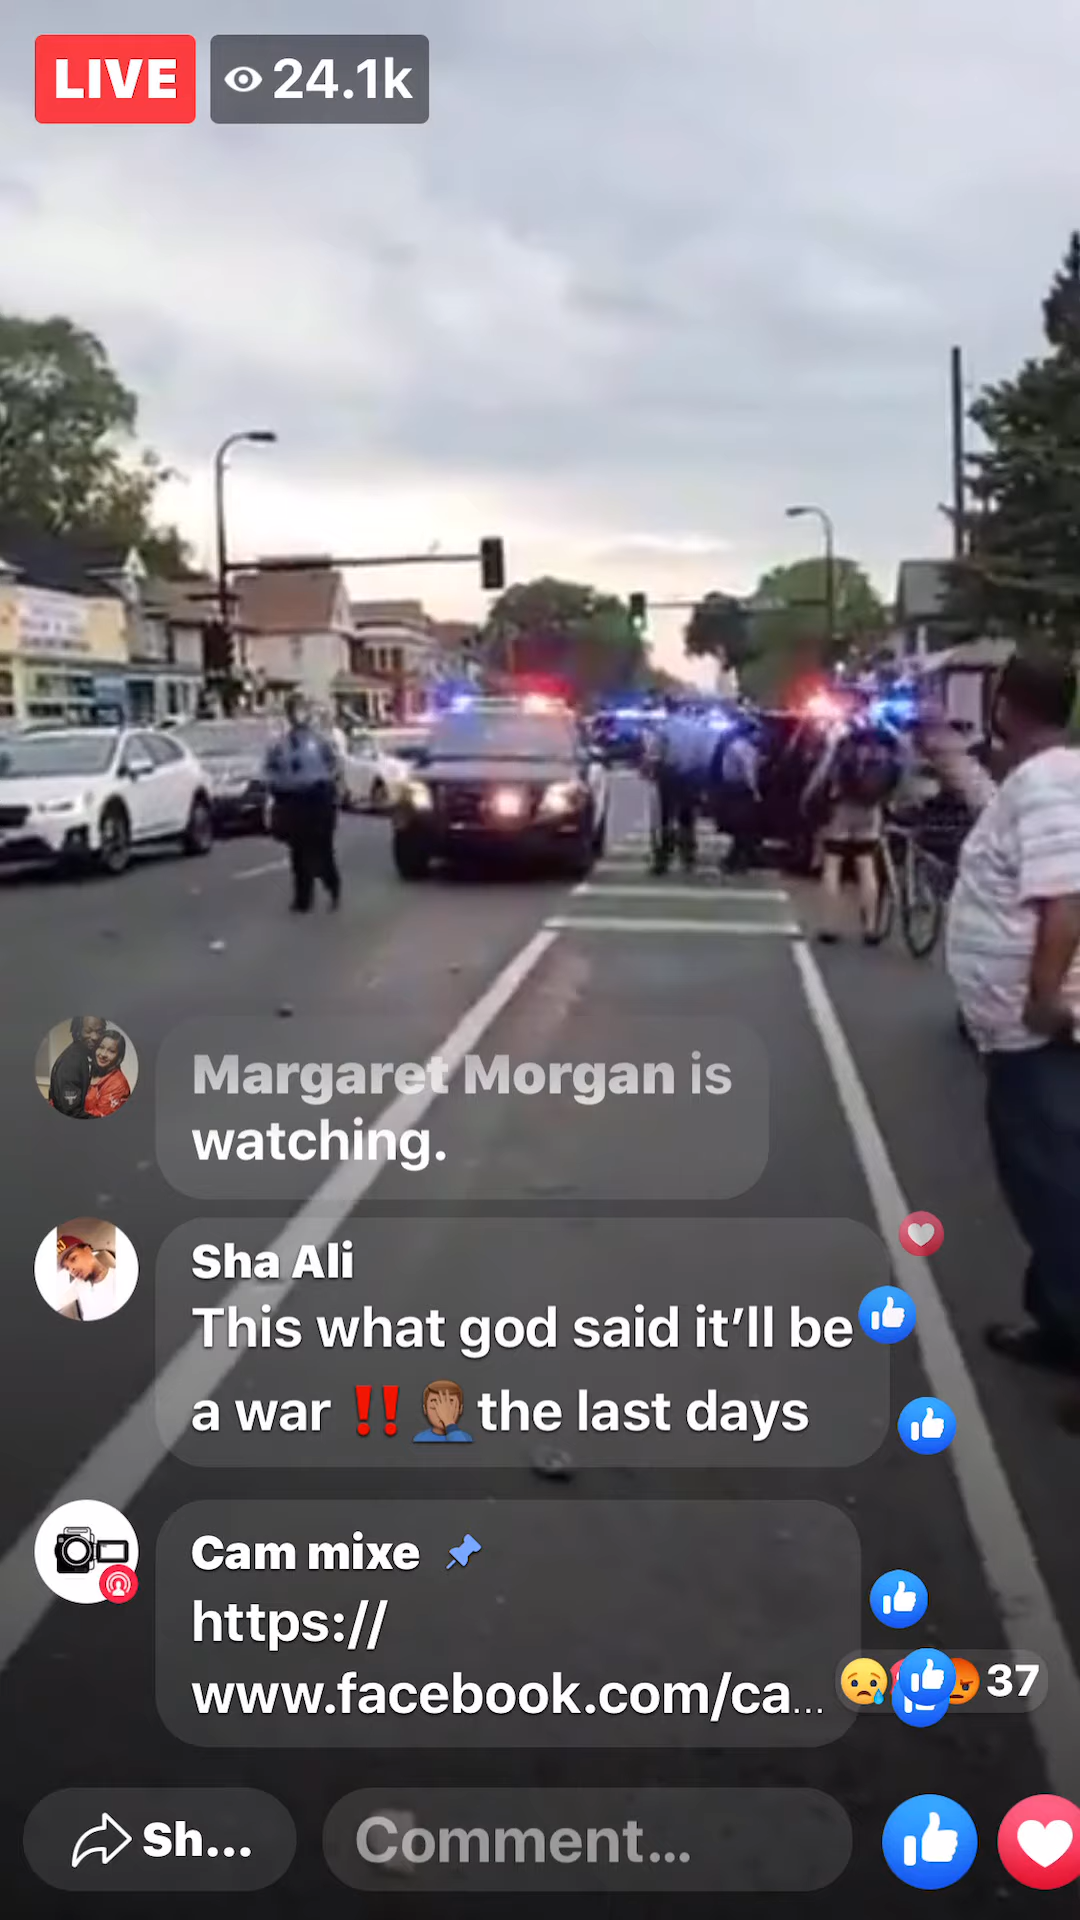 LIVE 24.1k
Margaret Morgan is
watching.
Sha Ali
This what god said it’ll be
a war ‼️🤦🏽‍♂️ the last days
Cam mixe 📌
https://
www.facebook.com/ca...
37
Sh... Comment...